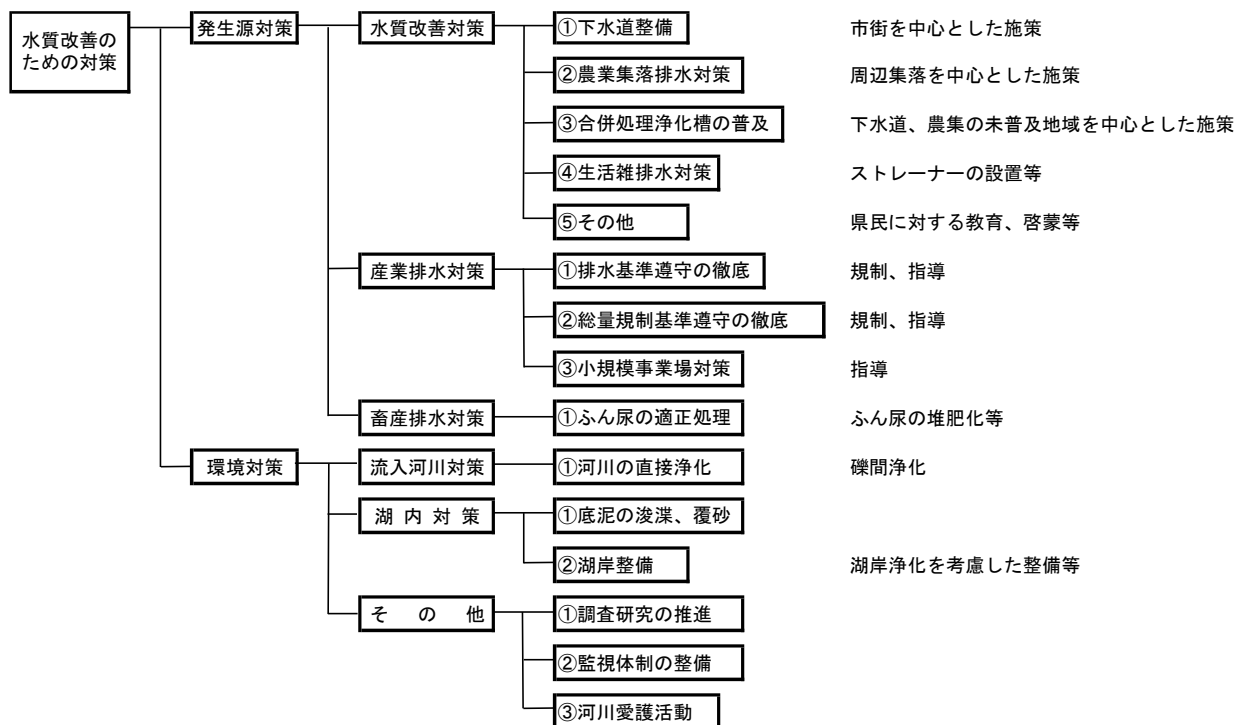 水質改善の
ための対策
発生源対策
水質改善対策
①下水道整備
市街を中心とした施策
②農業集落排水対策
周辺集落を中心とした施策
③合併処理浄化槽の普及
下水道、農集の未普及地域を中心とした施策
④生活雑排水対策
ストレーナーの設置等
⑤その他
県民に対する教育、啓蒙等
産業排水対策
①排水基準遵守の徹底
規制、指導
②総量規制基準遵守の徹底
規制、指導
③小規模事業場対策
指導
畜産排水対策
①ふん尿の適正処理
ふん尿の堆肥化等
環境対策
流入河川対策
①河川の直接浄化
礫間浄化
湖内対策
①底泥の浚渫、覆砂
②湖岸整備
湖岸浄化を考慮した整備等
その他
①調査研究の推進
②監視体制の整備
③河川愛護活動